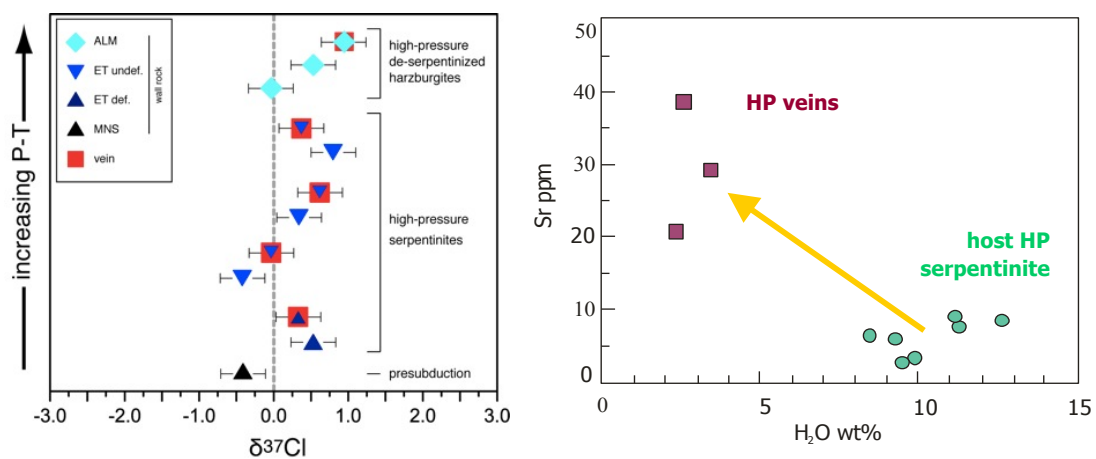 increasing P-T
ALM
ET undef.
ET def.
MNS
vein
wall rock
high-pressure
de-serpentinized
harzburgites
high-pressure
serpentinites
presubduction
-3.0 -2.0 -1.0 0.0 1.0 2.0 3.0
δ³⁷Cl
Sr ppm
50
40
30
20
10
0
HP veins
host HP
serpentinite
0 5 10 15
H₂O wt%